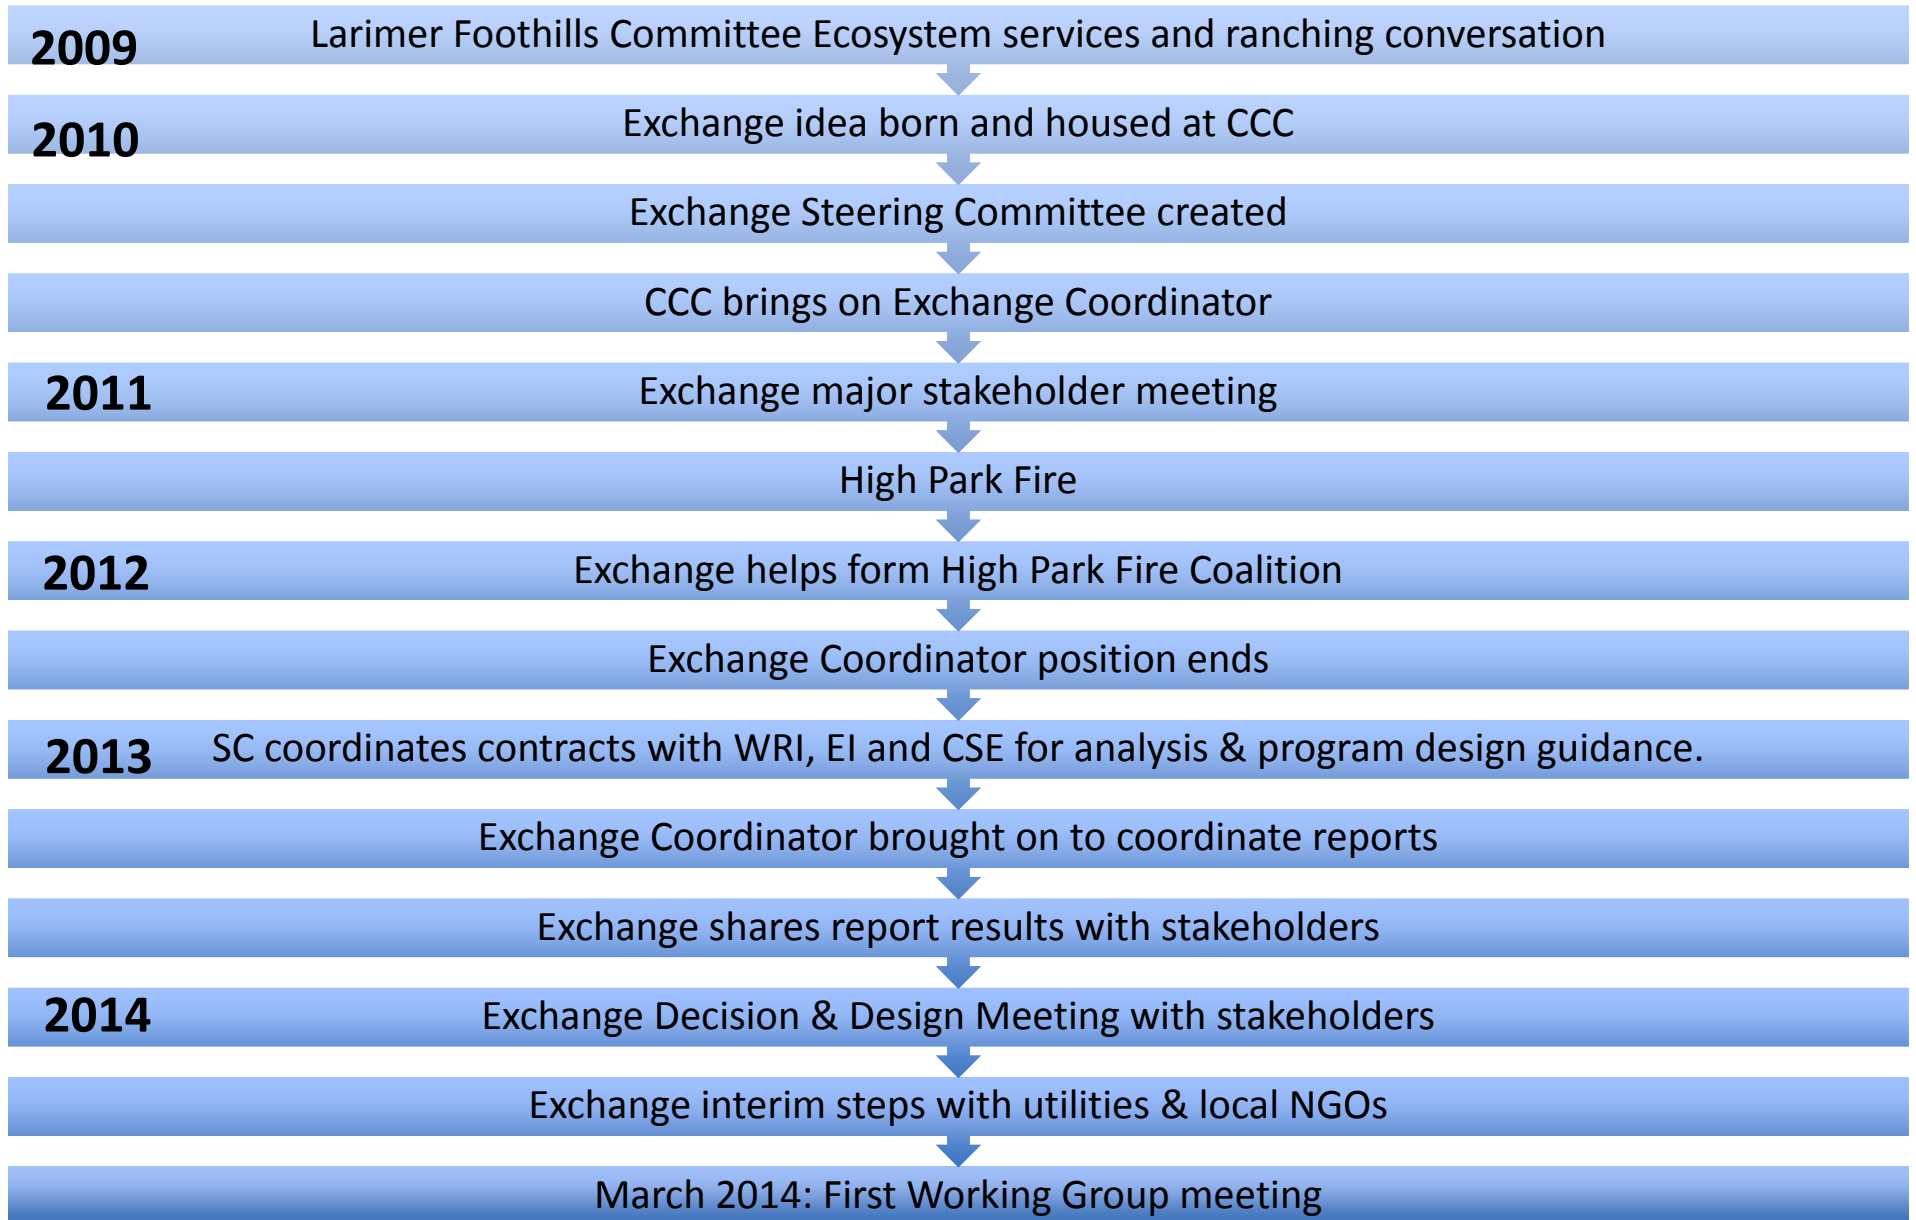 2009 Larimer Foothills Committee Ecosystem services and ranching conversation
2010 Exchange idea born and housed at CCC
Exchange Steering Committee created
CCC brings on Exchange Coordinator
2011 Exchange major stakeholder meeting
High Park Fire
2012 Exchange helps form High Park Fire Coalition
Exchange Coordinator position ends
2013 SC coordinates contracts with WRI, EI and CSE for analysis & program design guidance.
Exchange Coordinator brought on to coordinate reports
Exchange shares report results with stakeholders
2014 Exchange Decision & Design Meeting with stakeholders
Exchange interim steps with utilities & local NGOs
March 2014: First Working Group meeting